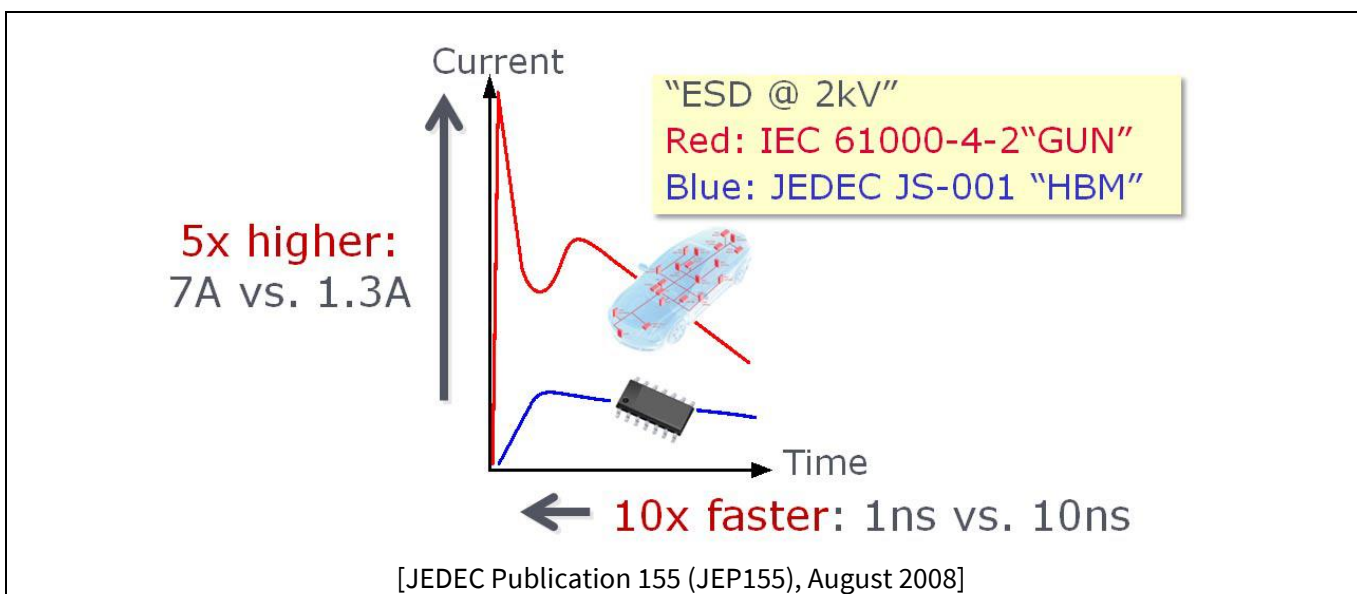 Current
“ESD @ 2kV”
Red: IEC 61000-4-2“GUN”
Blue: JEDEC JS-001 “HBM”
5x higher:
7A vs. 1.3A
Time
10x faster: 1ns vs. 10ns
[JEDEC Publication 155 (JEP155), August 2008]